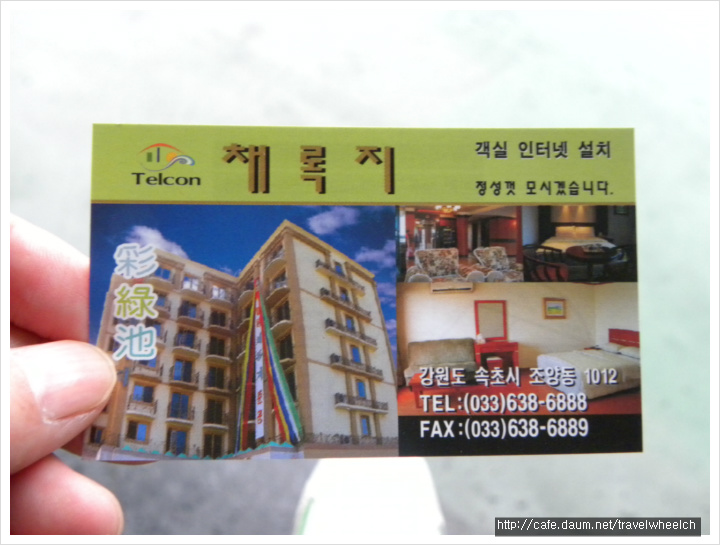 Telcon
채록지
객실 인터넷 설치
정성껏 모시겠습니다.
彩綠池
강원도 속초시 조양동 1012
TEL:(033)638-6888
FAX:(033)638-6889
http://cafe.daum.net/travelwheelch